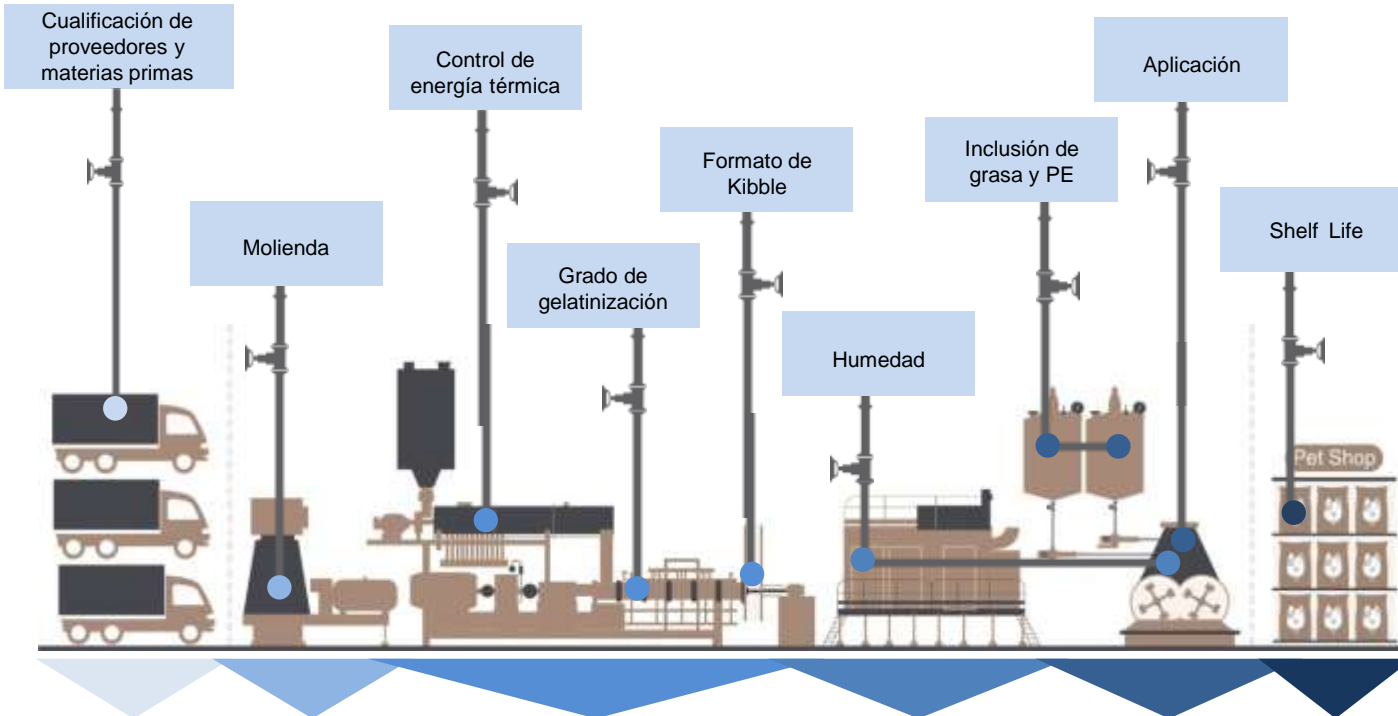 Cualificación de
proveedores y
materias primas
Molienda
Control de
energía térmica
Grado de
gelatinización
Formato de
Kibble
Humedad
Inclusión de
grasa y PE
Aplicación
Shelf Life
Pet Shop